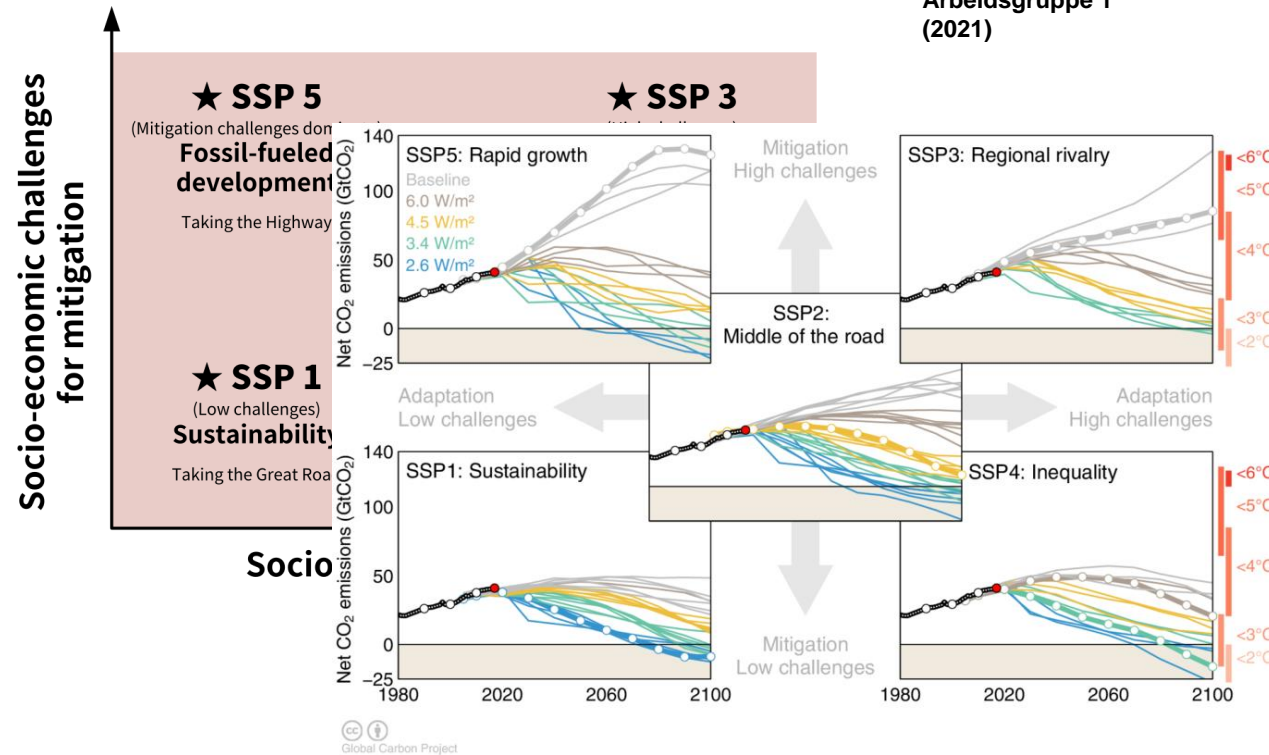 Arbeidsgruppe 1
(2021)
Socio-economic challenges
for mitigation
★ SSP 5
(Mitigation challenges
Fossil-fueled
development
Taking the Highway
★ SSP 3
★ SSP 1
(Low challenges)
Sustainability
Taking the Great
Net CO₂ emissions (GtCO₂)
140
100
50
0
−25
SSP5: Rapid growth
Baseline
6.0 W/m²
4.5 W/m²
3.4 W/m²
2.6 W/m²
Mitigation
High challenges
SSP3: Regional rivalry
<6°C
<5°C
<4°C
<3°C
<2°C
SSP2:
Middle of the road
Adaptation
Low challenges
Adaptation
High challenges
Net CO₂ emissions (GtCO₂)
140
100
50
0
−25
SSP1: Sustainability
1980
2020
2060
2100
Mitigation
Low challenges
SSP4: Inequality
1980
2020
2060
2100
<6°C
<5°C
<4°C
<3°C
<2°C
Socio
cc
Global Carbon Project